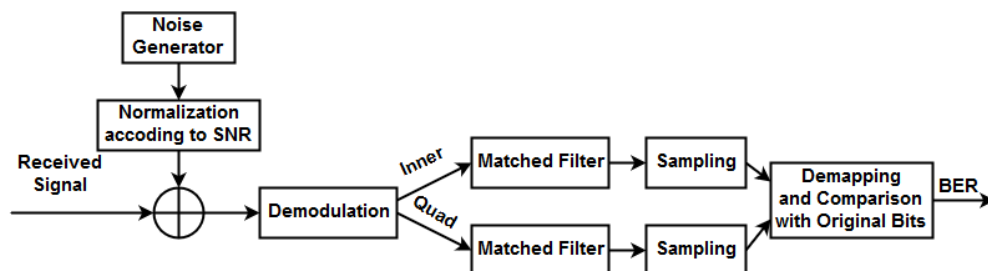 Noise
Generator
Normalization
accoding to SNR
Received
Signal
Demodulation
Inner
Quad
Matched Filter
Sampling
Matched Filter
Sampling
Demapping
and Comparison
with Original Bits
BER